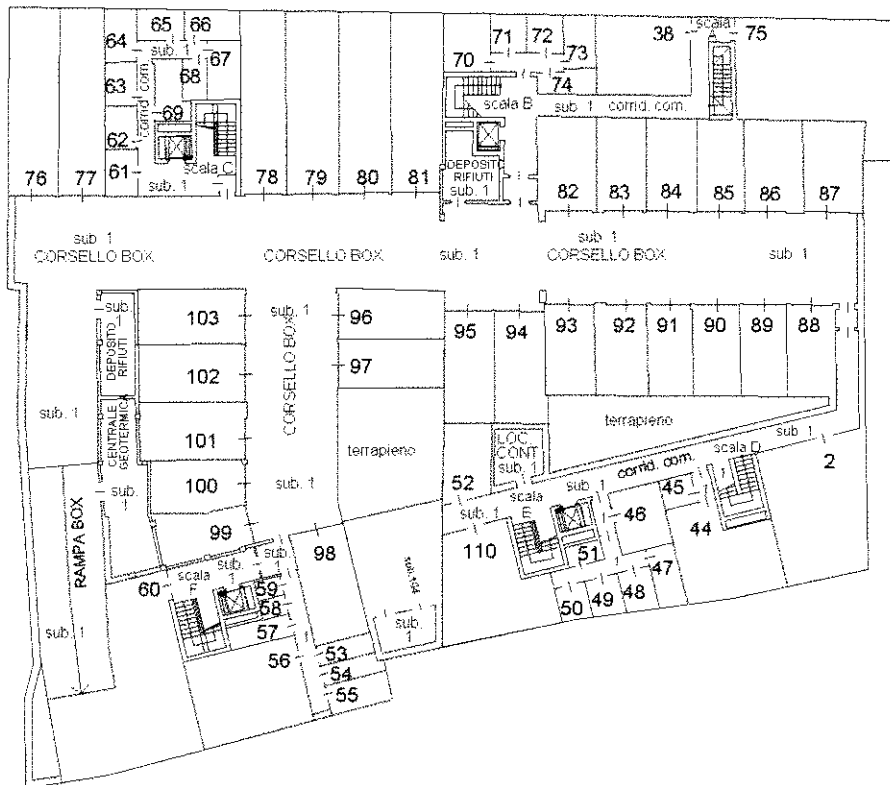 65 66
64 sub. 1 67
63 68
corrid. com.
69
62
scala C
61
sub. 1
71 72
70 73
74
scala B
sub 1 corrid. com.
38 scala 75
A
DEPOSITO
RIFIUTI
sub. 1
76 77 78 79 80 81 82 83 84 85 86 87
sub 1
CORSELLO BOX
CORSELLO BOX
sub. 1
sub 1
CORSELLO BOX
sub. 1
sub.
1
DEPOSITO
RIFIUTI
103
sub. 1
CORSELLO BOX
96
95 94 93 92 91 90 89 88
102
97
sub. 1
CENTRALE
GEOTERMICA
101
terrapieno
terrapieno
LOC.
CONT
sub. 1
sub. 1
100
sub. 1
52
scala
E
sub 1
corrid. com.
scala D
sub 1
2
RAMPA BOX
99
98
sub. 1
110
51
46
45
44
47
50 49 48
60
scala
F
sub.
1
sub.
1
59
58
57
56
53
54
55
sub.
1
sub. 1